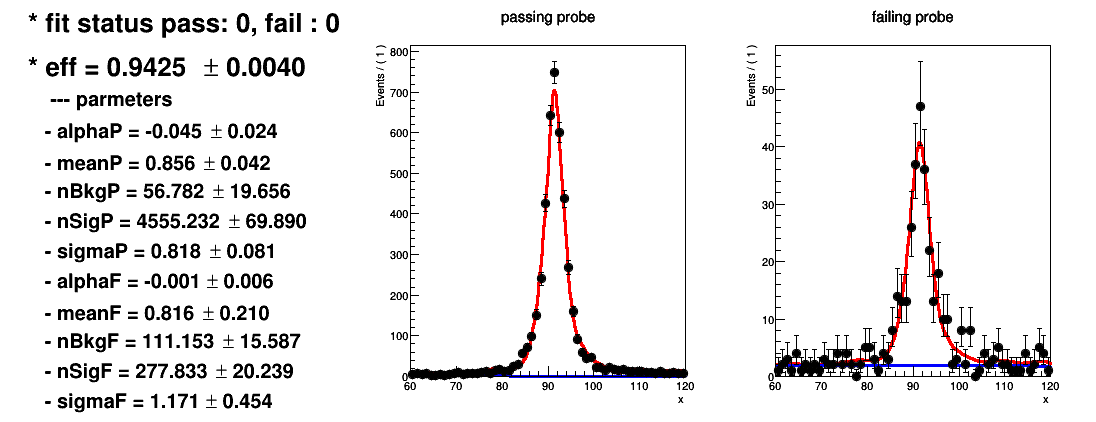 * fit status pass: 0, fail : 0
* eff = 0.9425 ± 0.0040
--- parmeters
- alphaP = -0.045 ± 0.024
- meanP = 0.856 ± 0.042
- nBkgP = 56.782 ± 19.656
- nSigP = 4555.232 ± 69.890
- sigmaP = 0.818 ± 0.081
- alphaF = -0.001 ± 0.006
- meanF = 0.816 ± 0.210
- nBkgF = 111.153 ± 15.587
- nSigF = 277.833 ± 20.239
- sigmaF = 1.171 ± 0.454
passing probe
Events / ( 1 )
800
700
600
500
400
300
200
100
0
60 70 80 90 100 110 120
x
failing probe
Events / ( 1 )
50
40
30
20
10
0
60 70 80 90 100 110 120
x